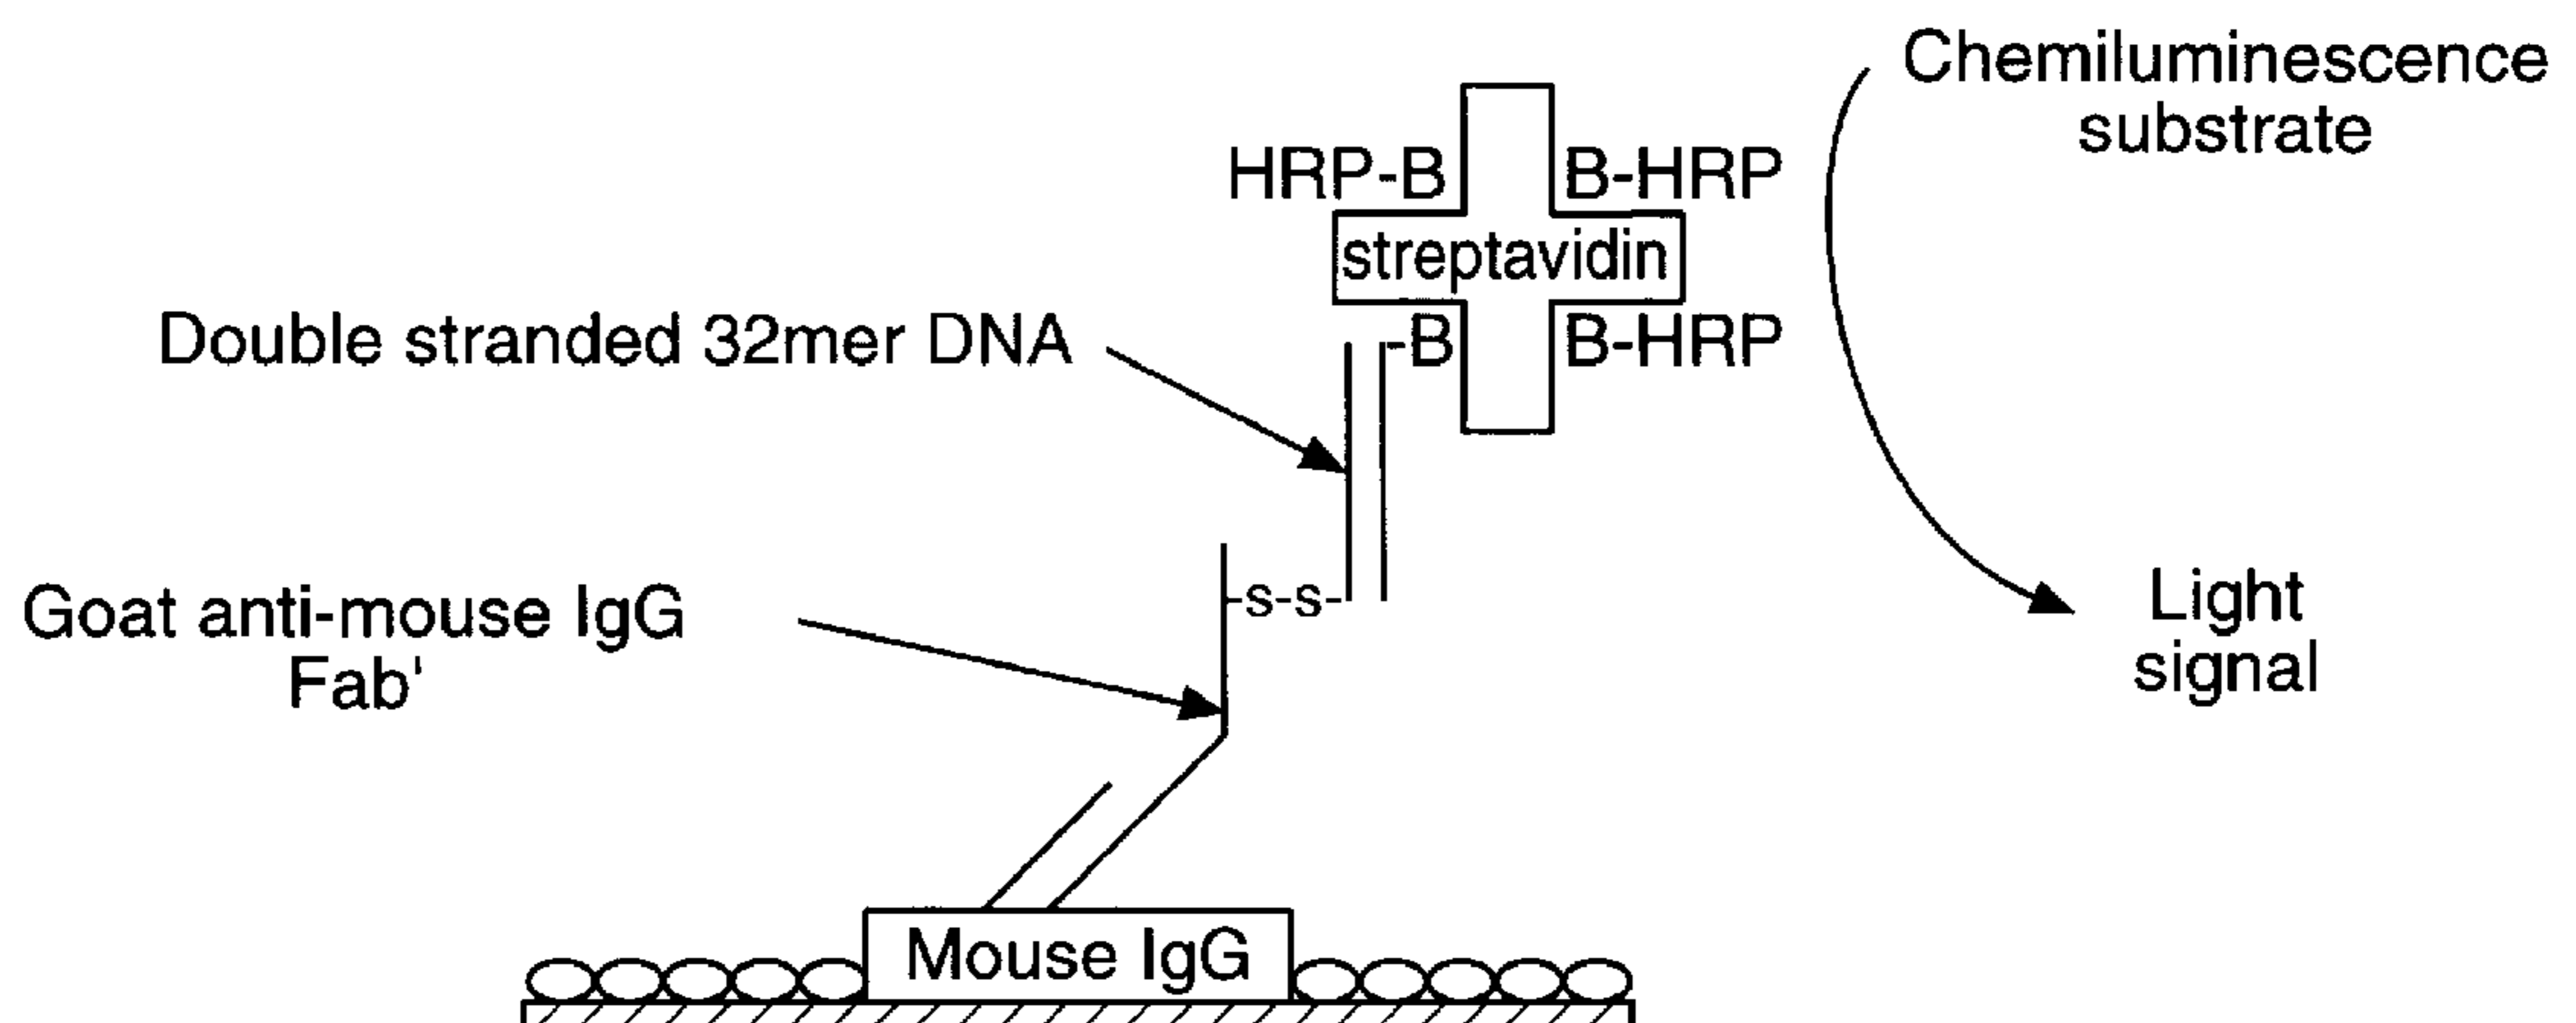 Chemiluminescence
substrate
HRP-B
B-HRP
streptavidin
Double stranded 32mer DNA
-B
B-HRP
Goat anti-mouse IgG
Fab'
-s-s-
Light
signal
Mouse IgG